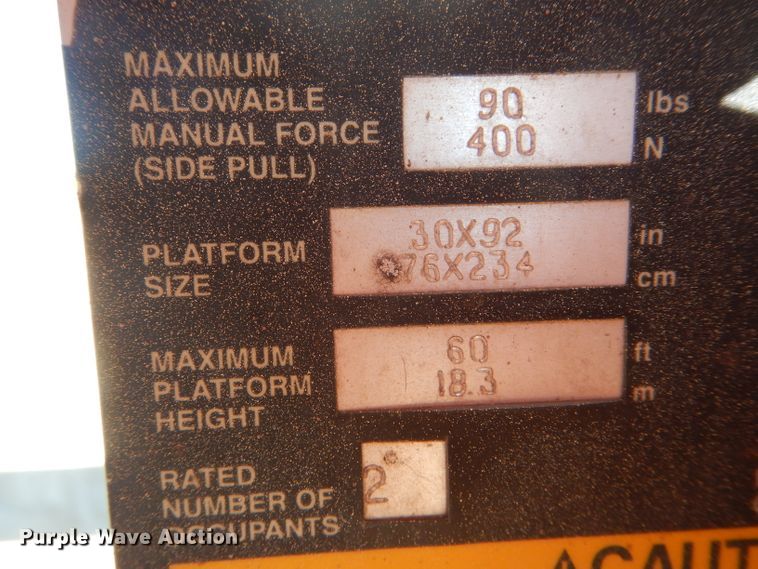 MAXIMUM
ALLOWABLE
MANUAL FORCE
(SIDE PULL)
90 lbs
400 N
PLATFORM
SIZE
30X92 in
76X234 cm
MAXIMUM
PLATFORM
HEIGHT
60 ft
18.3 m
RATED
NUMBER OF
OCCUPANTS
2
Purple Wave Auction